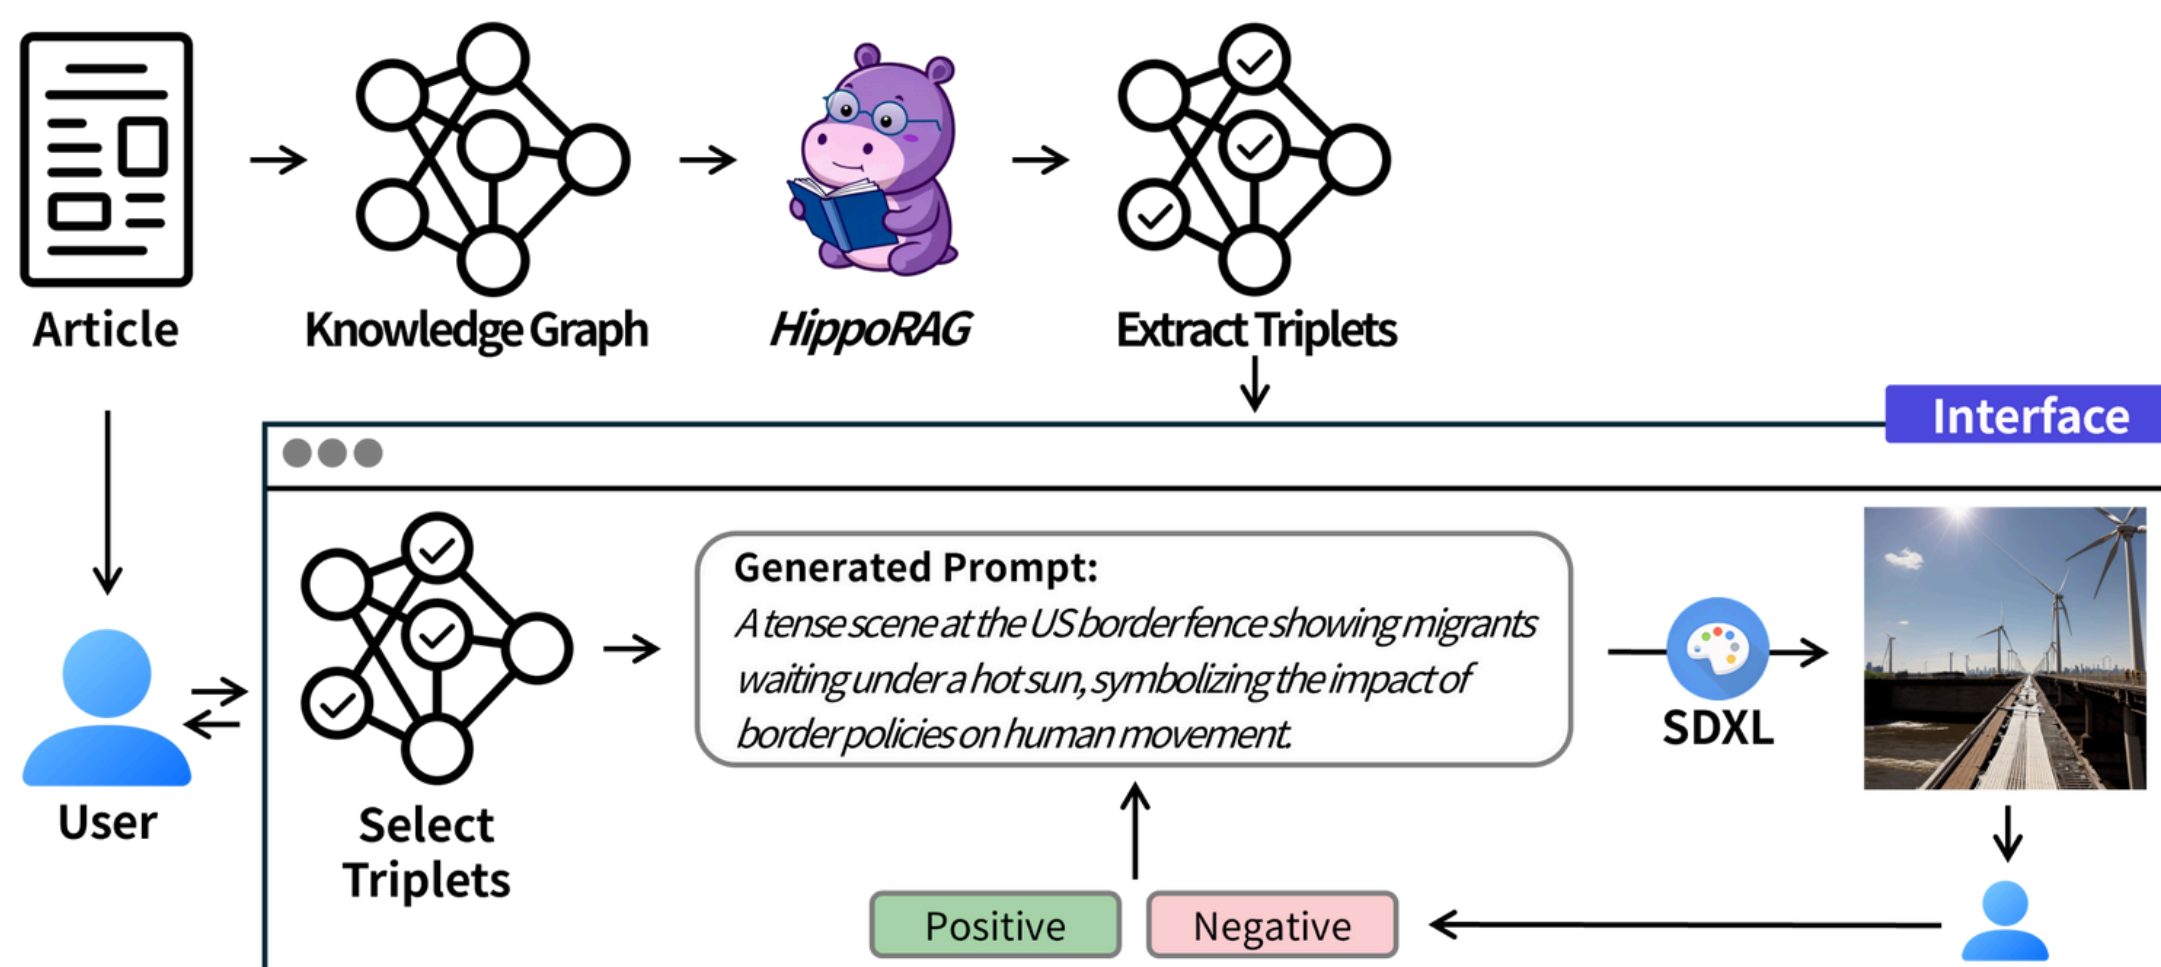 Article
Knowledge Graph
HippoRAG
Extract Triplets
Interface
User
Select
Triplets
Generated Prompt:
A tense scene at the US border fence showing migrants
waiting under a hot sun, symbolizing the impact of
border policies on human movement.
SDXL
Positive
Negative